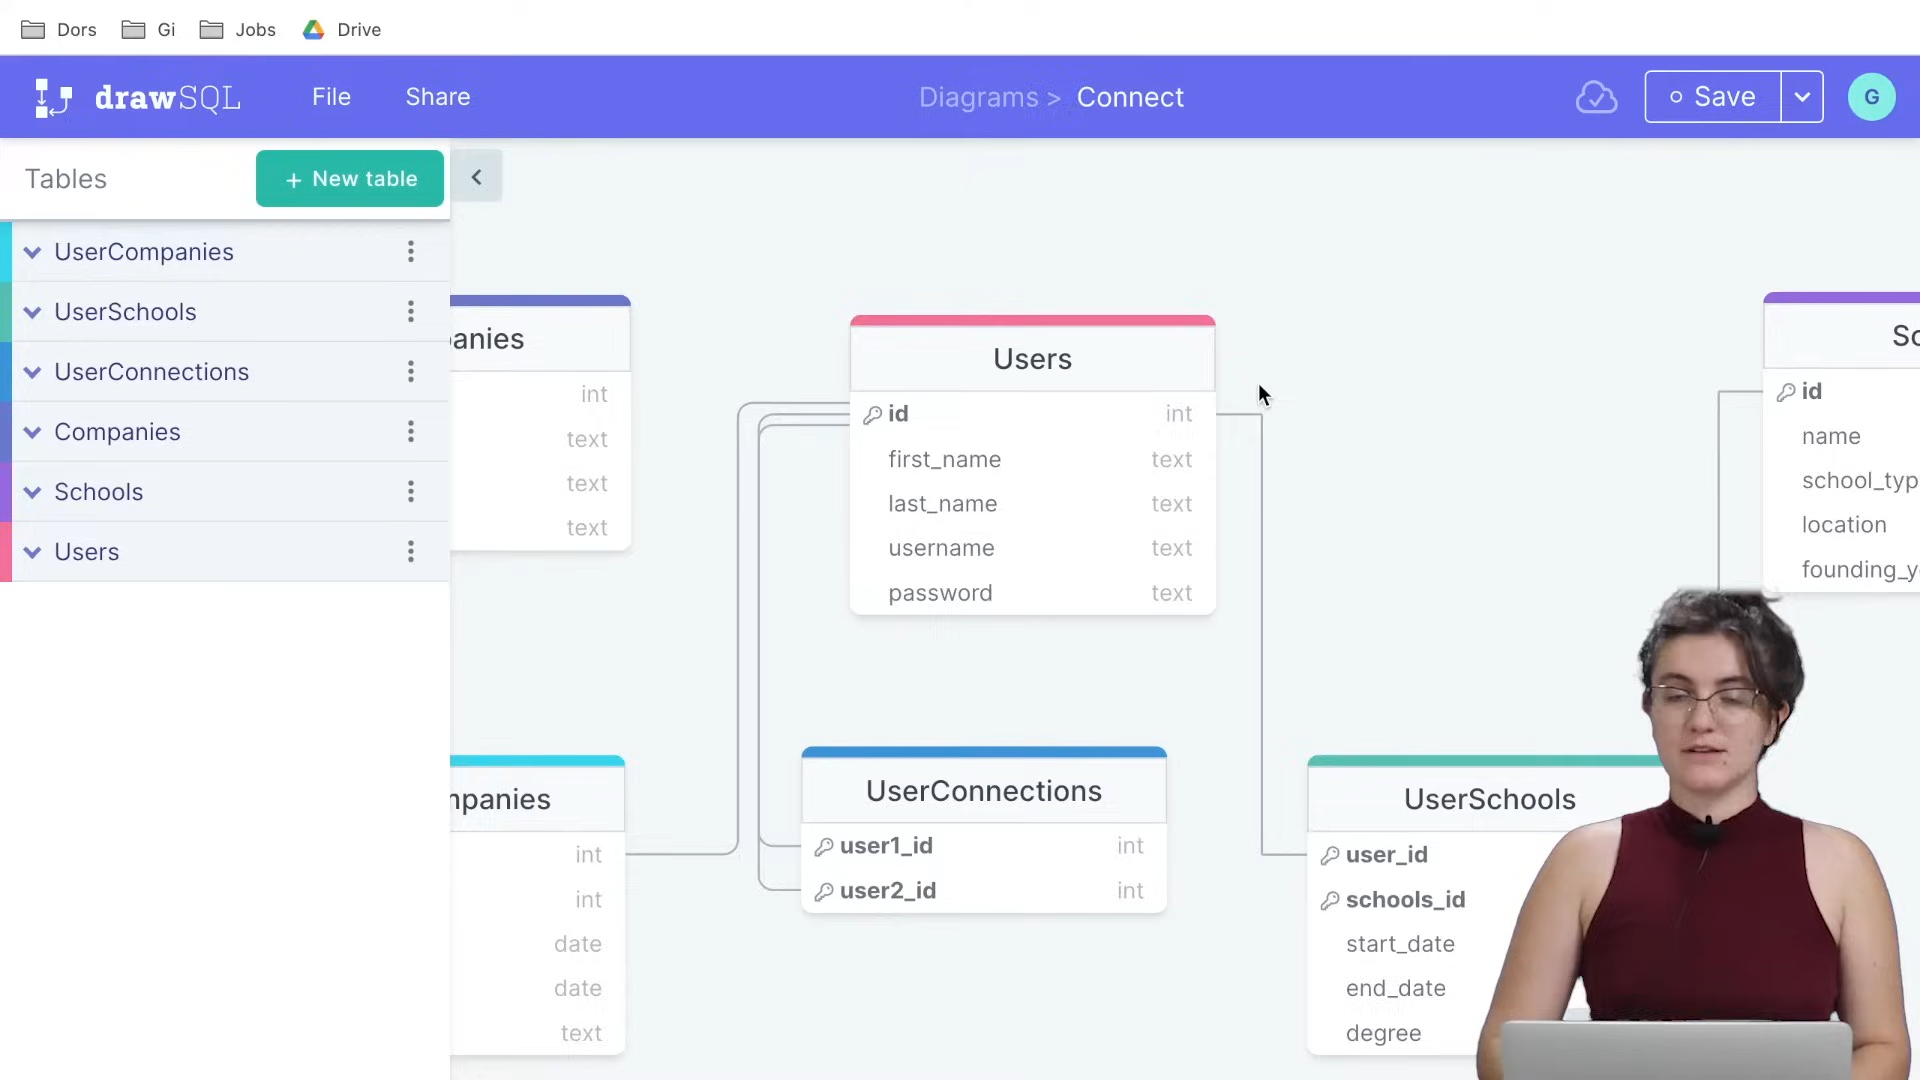 Dors Gi Jobs Drive
drawSQL File Share Diagrams > Connect Save G
Tables + New table
UserCompanies
UserSchools
UserConnections
Companies
Schools
Users
anies
int
text
text
text
Users
id int
first_name text
last_name text
username text
password text
Sc
id
name
school_typ
location
founding_y
mpanies
int
int
date
date
text
UserConnections
user1_id int
user2_id int
UserSchools
user_id
schools_id
start_date
end_date
degree